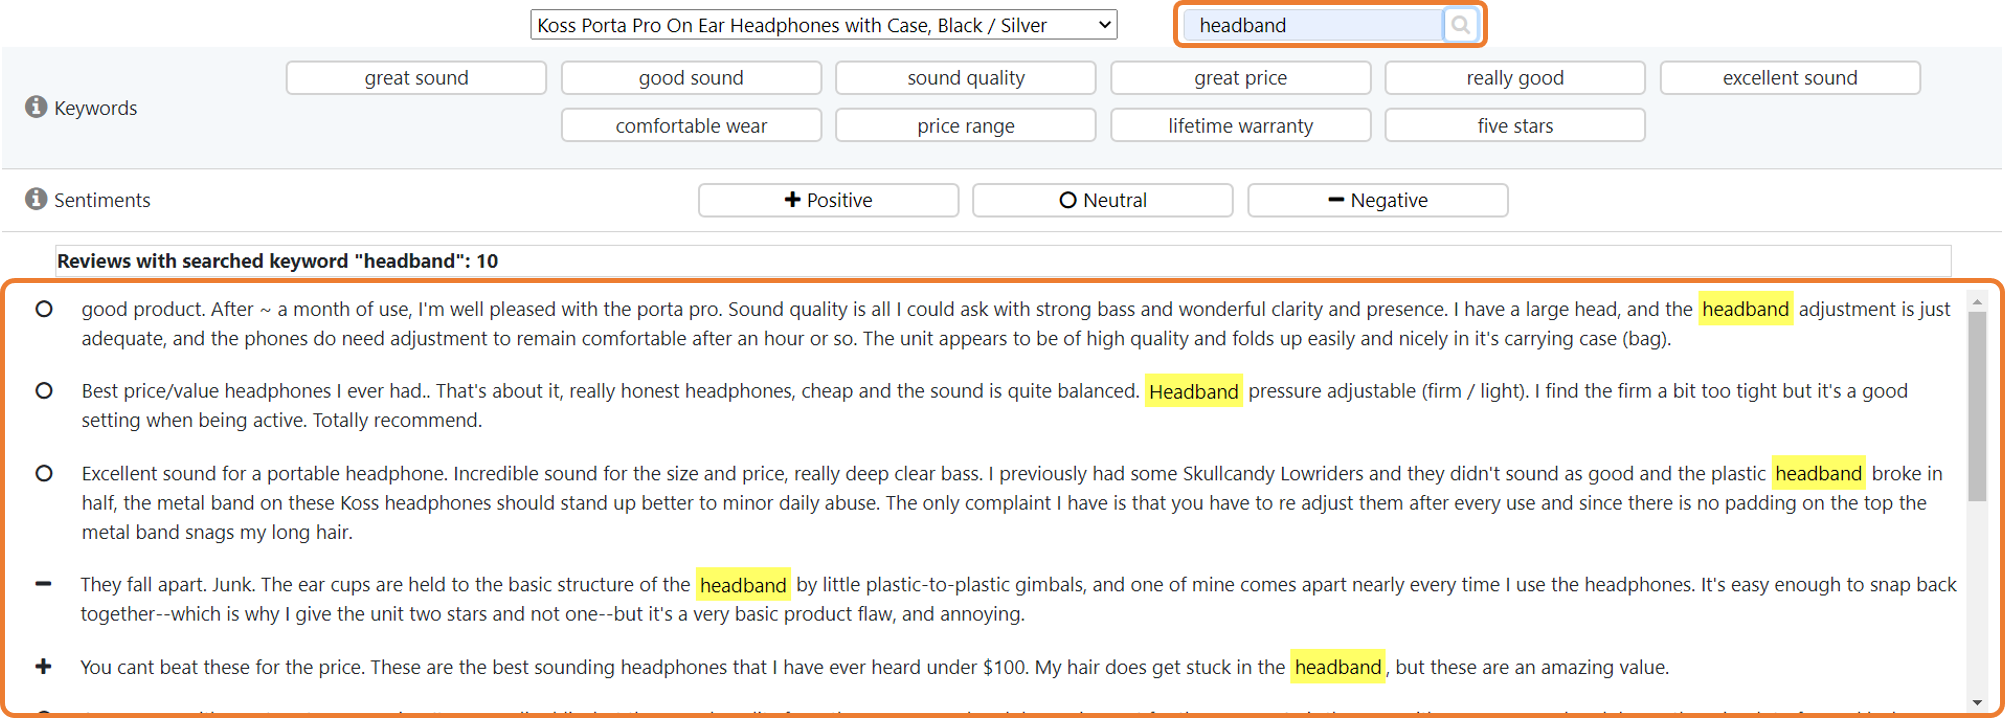 Koss Porta Pro On Ear Headphones with Case, Black / Silver
headband
great sound
good sound
sound quality
great price
really good
excellent sound
Keywords
comfortable wear
price range
lifetime warranty
five stars
Sentiments
Positive
Neutral
Negative
Reviews with searched keyword "headband": 10
good product. After ~ a month of use, I'm well pleased with the porta pro. Sound quality is all I could ask with strong bass and wonderful clarity and presence. I have a large head, and the headband adjustment is just
adequate, and the phones do need adjustment to remain comfortable after an hour or so. The unit appears to be of high quality and folds up easily and nicely in it's carrying case (bag).
Best price/value headphones I ever had.. That's about it, really honest headphones, cheap and the sound is quite balanced. Headband pressure adjustable (firm / light). I find the firm a bit too tight but it's a good
setting when being active. Totally recommend.
Excellent sound for a portable headphone. Incredible sound for the size and price, really deep clear bass. I previously had some Skullcandy Lowriders and they didn't sound as good and the plastic headband broke in
half, the metal band on these Koss headphones should stand up better to minor daily abuse. The only complaint I have is that you have to re adjust them after every use and since there is no padding on the top the
metal band snags my long hair.
They fall apart. Junk. The ear cups are held to the basic structure of the headband by little plastic-to-plastic gimbals, and one of mine comes apart nearly every time I use the headphones. It's easy enough to snap back
together--which is why I give the unit two stars and not one--but it's a very basic product flaw, and annoying.
You cant beat these for the price. These are the best sounding headphones that I have ever heard under $100. My hair does get stuck in the headband, but these are an amazing value.